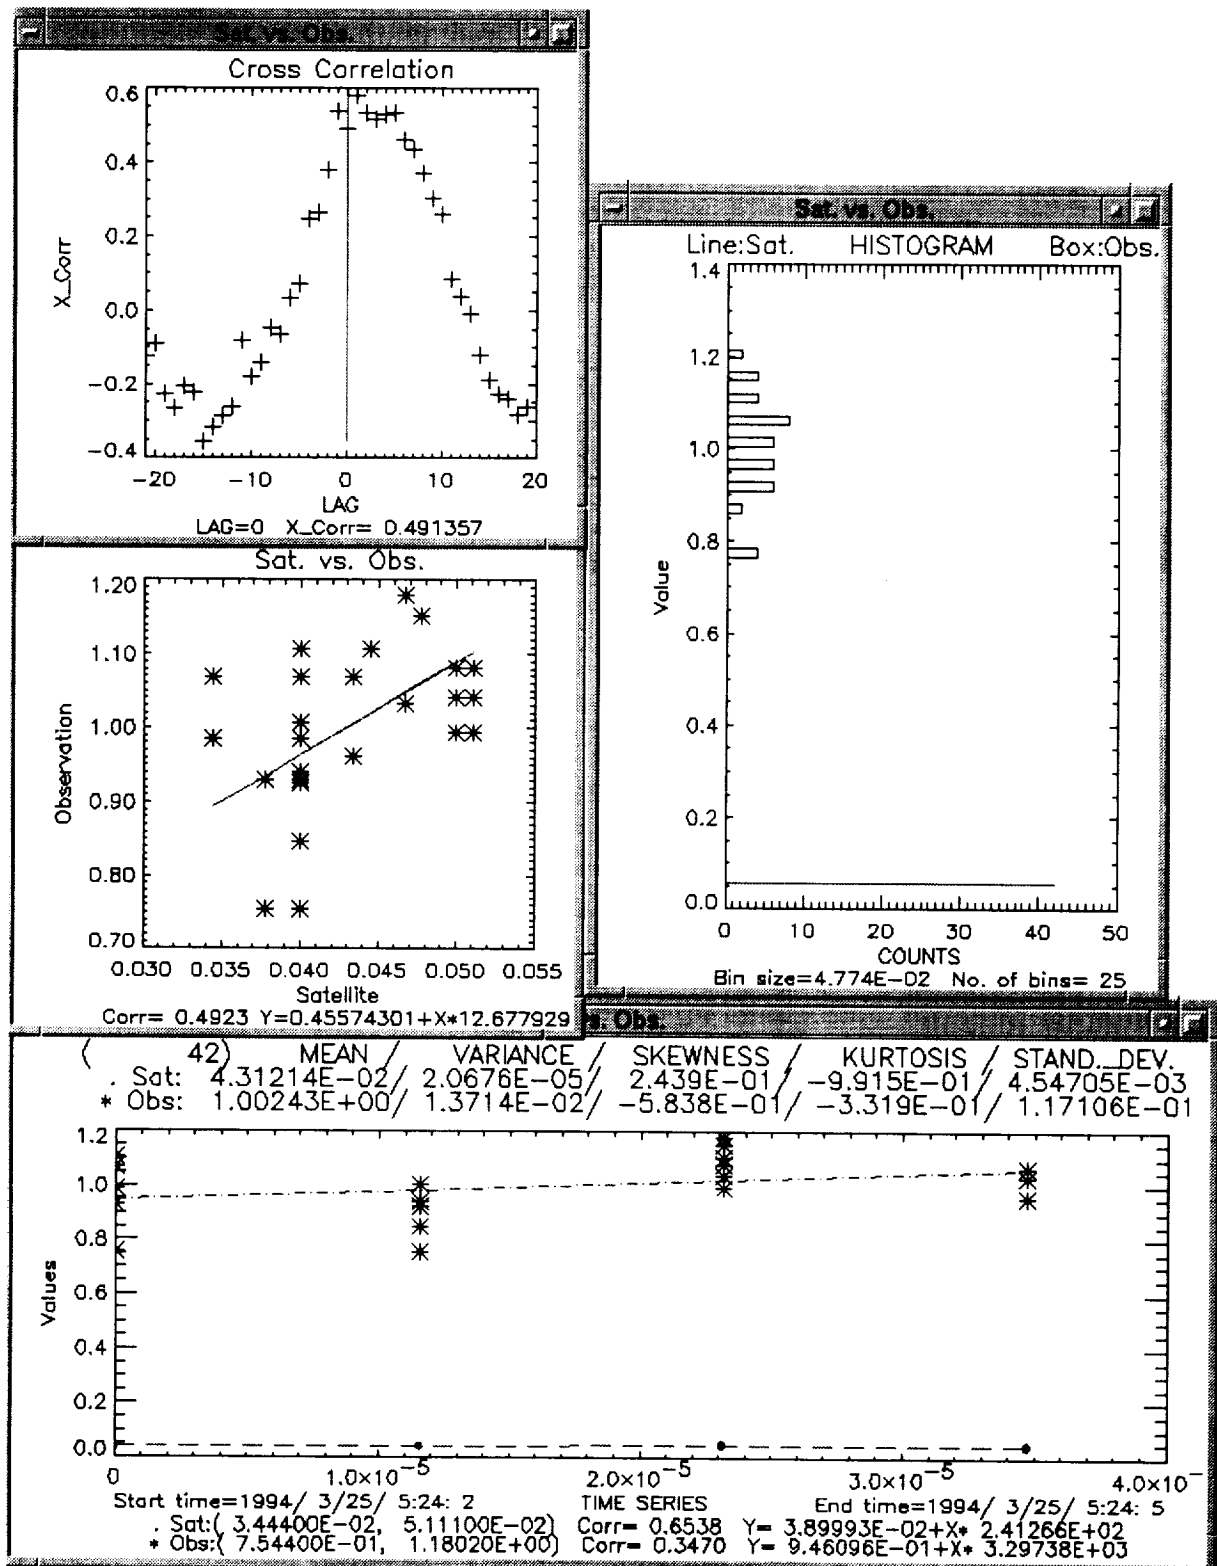 Sat. vs. Obs.
Cross Correlation
0.6
0.4
0.2
0.0
-0.2
-0.4
X_Corr
-20 -10 0 10 20
LAG
LAG=0 X_Corr= 0.491357
Sat. vs. Obs.
1.20
1.10
1.00
0.90
0.80
0.70
Observation
0.030 0.035 0.040 0.045 0.050 0.055
Satellite
Corr= 0.4923 Y=0.45574301+X*12.677929
Sat. vs. Obs.
Line:Sat. HISTOGRAM Box:Obs.
1.4
1.2
1.0
0.8
0.6
0.4
0.2
0.0
Value
0 10 20 30 40 50
COUNTS
Bin size=4.774E-02 No. of bins= 25
s. Obs.
( 42) MEAN / VARIANCE / SKEWNESS / KURTOSIS / STAND._DEV.
. Sat: 4.31214E-02/ 2.0676E-05/ 2.439E-01/ -9.915E-01/ 4.54705E-03
* Obs: 1.00243E+00/ 1.3714E-02/ -5.838E-01/ -3.319E-01/ 1.17106E-01
1.2
1.0
0.8
0.6
0.4
0.2
0.0
Values
0 1.0×10-5 2.0×10-5 3.0×10-5 4.0×10-
Start time=1994/ 3/25/ 5:24: 2 TIME SERIES End time=1994/ 3/25/ 5:24: 5
. Sat:( 3.44400E-02, 5.11100E-02) Corr= 0.6538 Y= 3.89993E-02+X* 2.41266E+02
* Obs:( 7.54400E-01, 1.18020E+00) Corr= 0.3470 Y= 9.46096E-01+X* 3.29738E+03